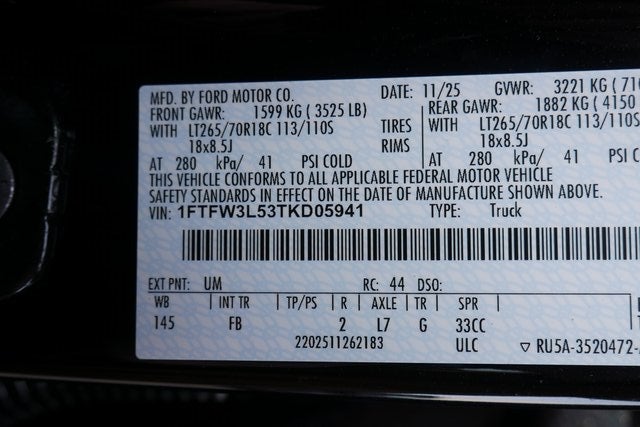 MFD. BY FORD MOTOR CO. DATE: 11/25 GVWR: 3221 KG (
FRONT GAWR: 1599 KG (3525 LB) REAR GAWR: 1882 KG (4150
WITH LT265/70R18C 113/110S TIRES WITH LT265/70R18C 113/110S
18x8.5J RIMS 18x8.5J
AT 280 kPa/ 41 PSI COLD AT 280 kPa/ 41 PSI C
THIS VEHICLE CONFORMS TO ALL APPLICABLE FEDERAL MOTOR VEHICLE
SAFETY STANDARDS IN EFFECT ON THE DATE OF MANUFACTURE SHOWN ABOVE.
VIN: 1FTFW3L53TKD05941 TYPE: Truck
EXT PNT: UM RC: 44 DSO:
WB INT TR TP/PS R AXLE TR SPR
145 FB 2 L7 G 33CC
2202511262183 ULC ▽ RU5A-3520472-